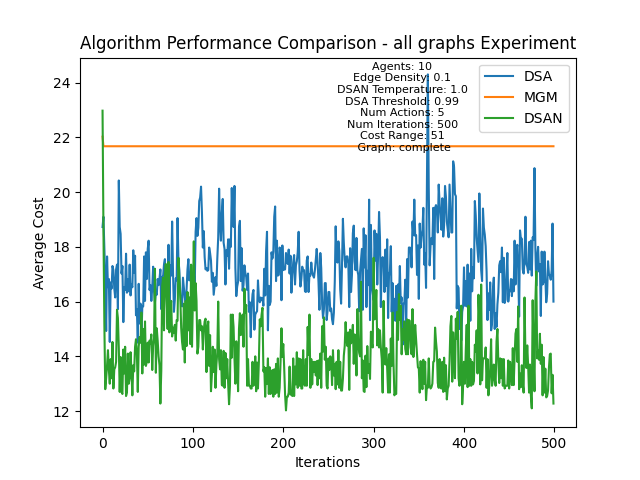 Algorithm Performance Comparison - all graphs Experiment
Agents: 10
Edge Density: 0.1
DSAN Temperature: 1.0
DSA Threshold: 0.99
Num Actions: 5
Num Iterations: 500
Cost Range: 51
Graph: complete
DSA
MGM
DSAN
Average Cost
24
22
20
18
16
14
12
0 100 200 300 400 500
Iterations